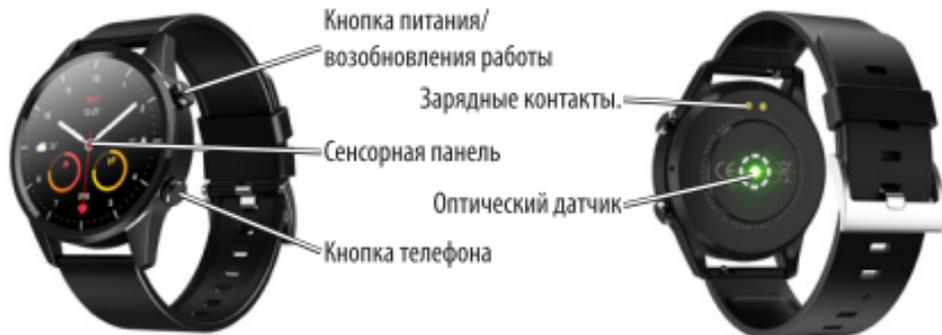 Кнопка питания/
возобновления работы
Зарядные контакты.
Сенсорная панель
Оптический датчик
Кнопка телефона